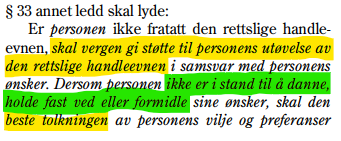 § 33 annet ledd skal lyde:
Er personen ikke fratatt den rettslige handle-
evnen, skal vergen gi støtte til personens utøvelse av
den rettslige handleevnen i samsvar med personens
ønsker. Dersom personen ikke er i stand til å danne,
holde fast ved eller formidle sine ønsker, skal den
beste tolkningen av personens vilje og preferanser